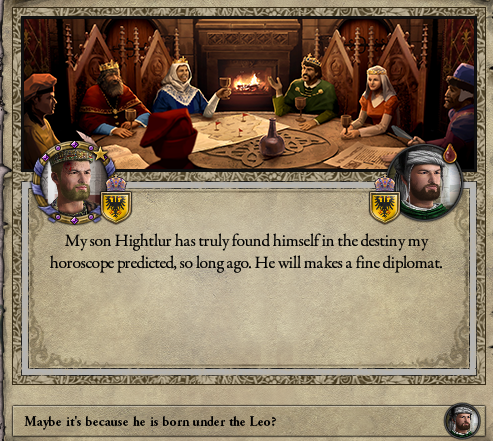 My son Hightlur has truly found himself in the destiny my
horoscope predicted, so long ago. He will makes a fine diplomat.
Maybe it's because he is born under the Leo?